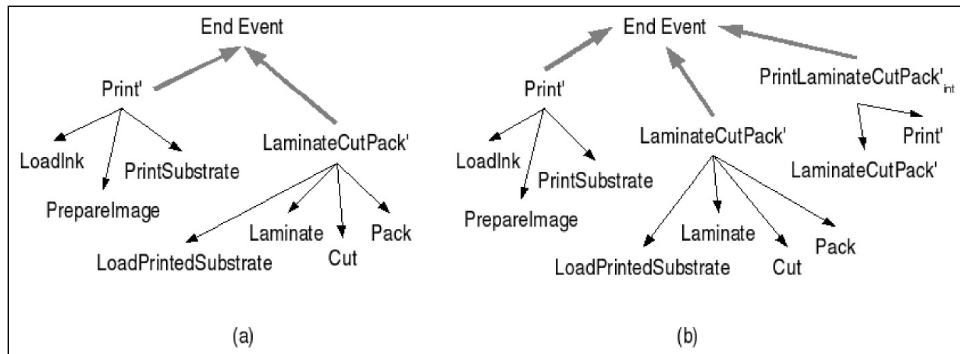 End Event
Print'
LoadInk
PrintSubstrate
PrepareImage
LaminateCutPack'
LoadPrintedSubstrate
Laminate
Cut
Pack
(a)
End Event
Print'
LoadInk
PrintSubstrate
PrepareImage
LaminateCutPack'
LoadPrintedSubstrate
Laminate
Cut
Pack
PrintLaminateCutPack'int
Print'
LaminateCutPack'
(b)